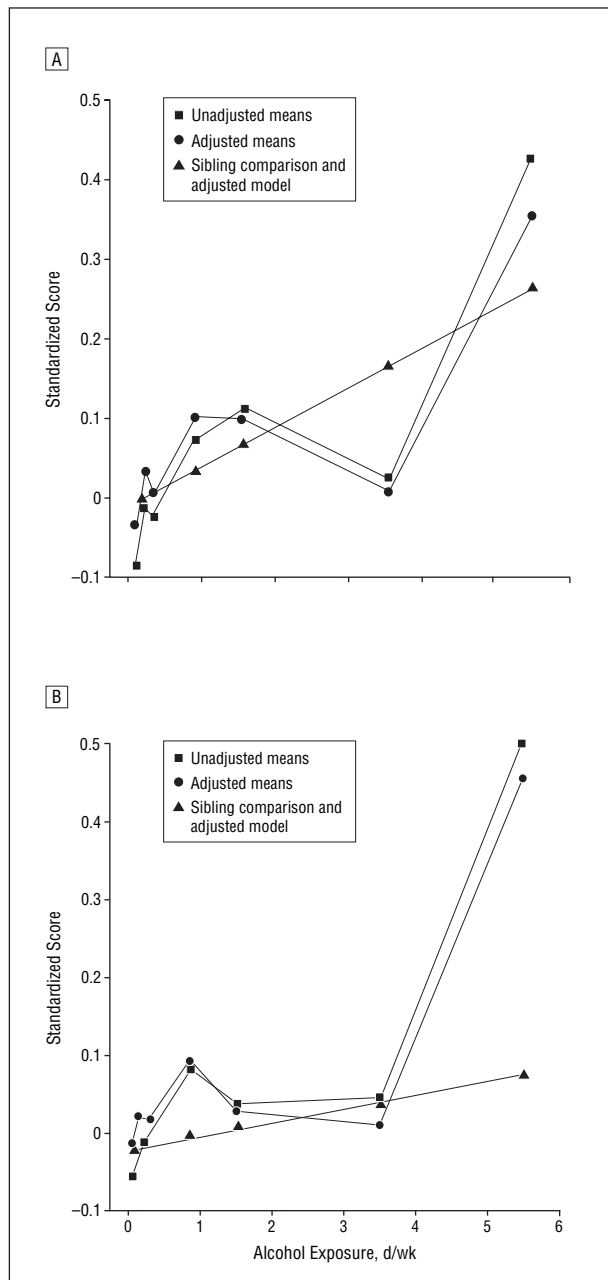 A
0.5
0.4
0.3
0.2
0.1
0
–0.1
Standardized Score
Unadjusted means
Adjusted means
Sibling comparison and
adjusted model
B
0.5
0.4
0.3
0.2
0.1
0
–0.1
Standardized Score
Unadjusted means
Adjusted means
Sibling comparison and
adjusted model
0 1 2 3 4 5 6
Alcohol Exposure, d/wk